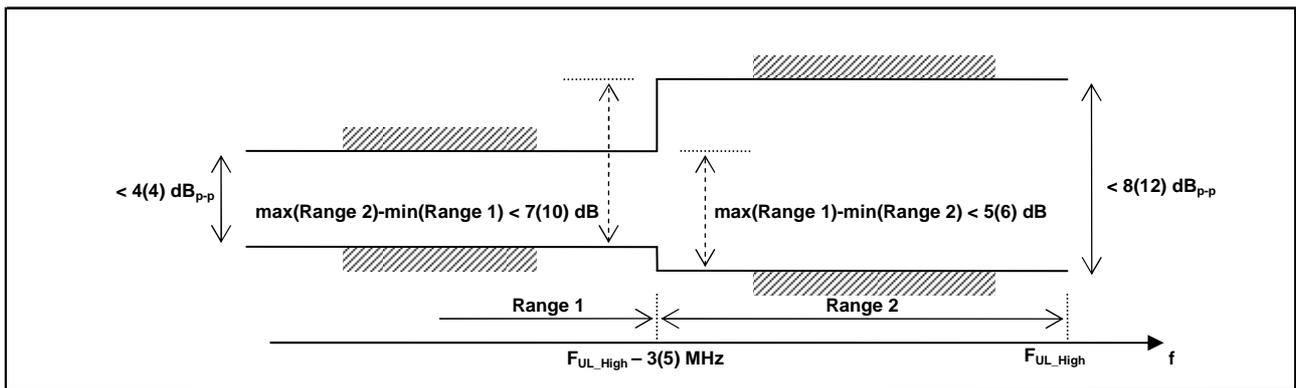 < 4(4) dBp-p
max(Range 2)-min(Range 1) < 7(10) dB
max(Range 1)-min(Range 2) < 5(6) dB
< 8(12) dBp-p
Range 1
Range 2
FUL_High – 3(5) MHz
FUL_High
f